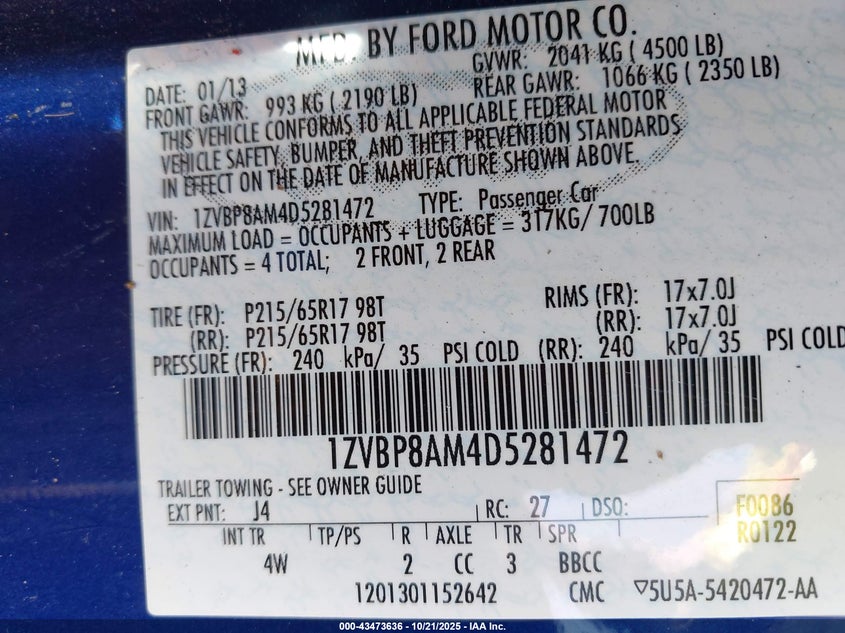 MFD. BY FORD MOTOR CO.
DATE: 01/13 GVWR: 2041 KG ( 4500 LB)
FRONT GAWR: 993 KG ( 2190 LB) REAR GAWR: 1066 KG ( 2350 LB)
THIS VEHICLE CONFORMS TO ALL APPLICABLE FEDERAL MOTOR
VEHICLE SAFETY, BUMPER, AND THEFT PREVENTION STANDARDS
IN EFFECT ON THE DATE OF MANUFACTURE SHOWN ABOVE.
VIN: 1ZVBP8AM4D5281472 TYPE: Passenger Car
MAXIMUM LOAD = OCCUPANTS + LUGGAGE = 317KG/ 700LB
OCCUPANTS = 4 TOTAL; 2 FRONT, 2 REAR
TIRE (FR): P215/65R17 98T RIMS (FR): 17x7.0J
(RR): P215/65R17 98T (RR): 17x7.0J
PRESSURE (FR): 240 kPa/ 35 PSI COLD (RR): 240 kPa/ 35 PSI COLD
1ZVBP8AM4D5281472
TRAILER TOWING - SEE OWNER GUIDE
EXT PNT: J4 RC: 27 DSO: F0086
INT TR TP/PS R AXLE TR SPR R0122
4W 2 CC 3 BBCC
1201301152642 CMC ▽5U5A-5420472-AA
000-43473636 - 10/21/2025 - IAA Inc.